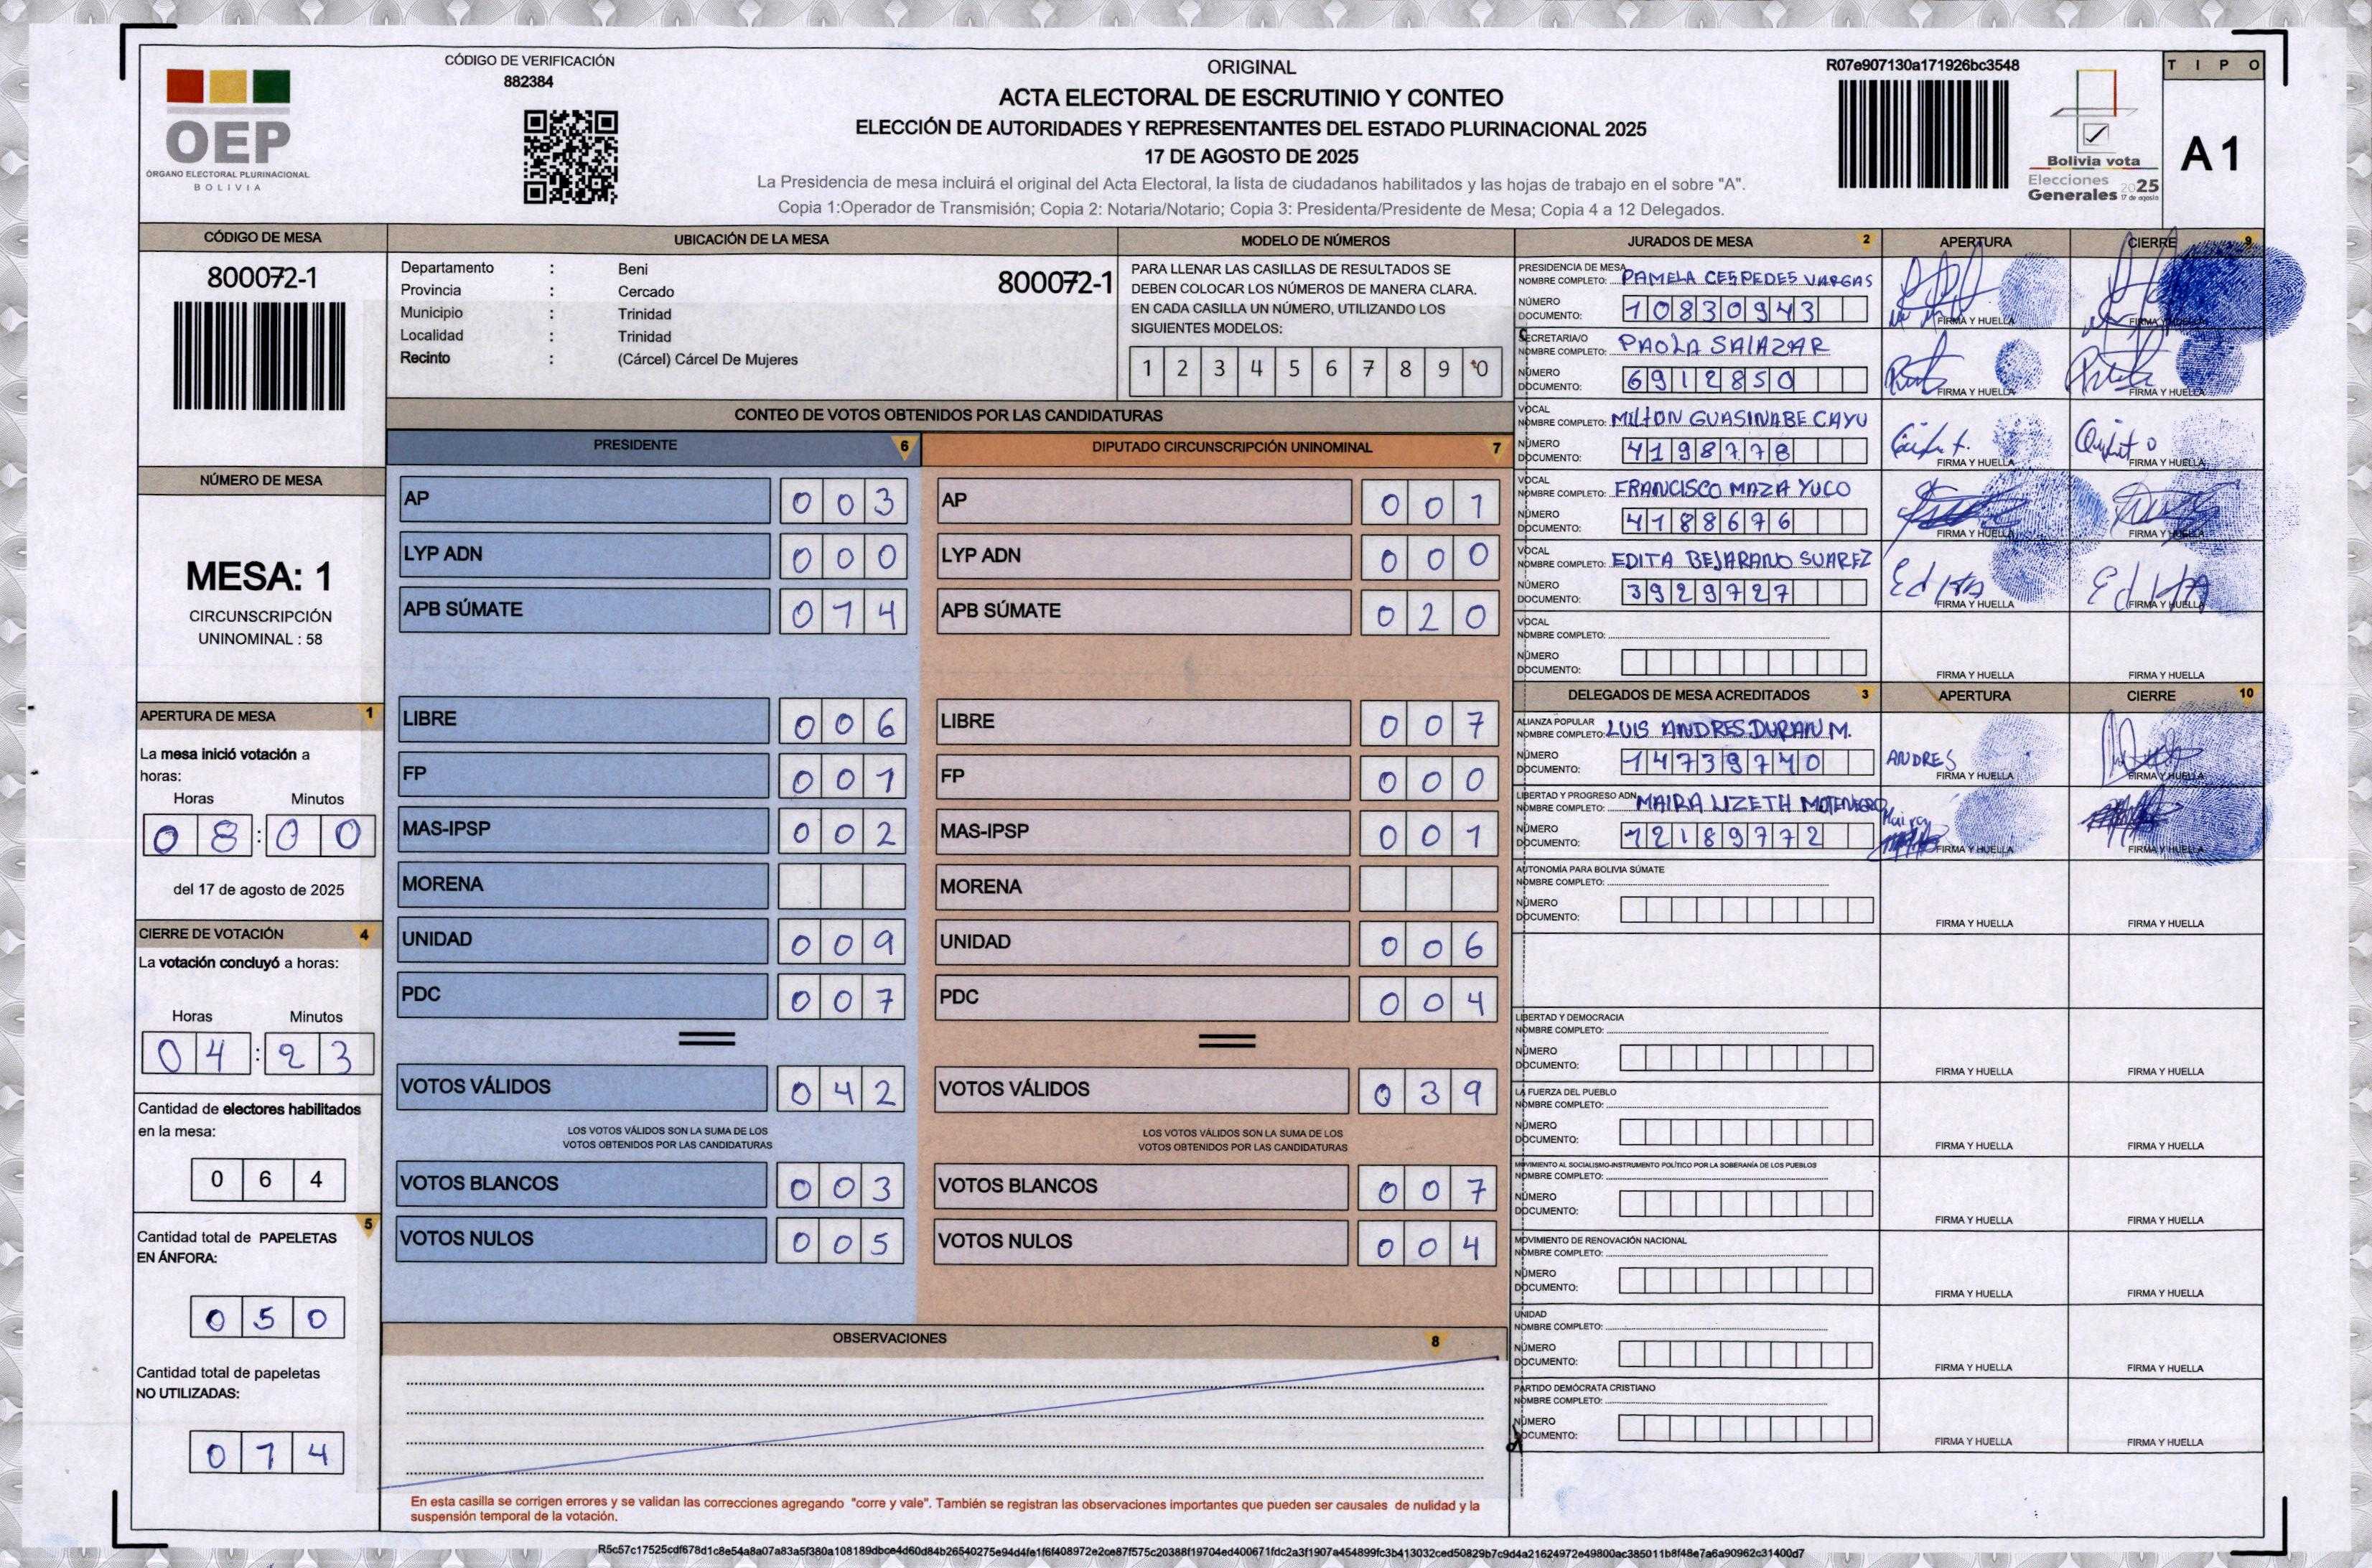 CÓDIGO DE VERIFICACIÓN
882384
OEP
ÓRGANO ELECTORAL PLURINACIONAL
BOLIVIA
ORIGINAL
ACTA ELECTORAL DE ESCRUTINIO Y CONTEO
ELECCIÓN DE AUTORIDADES Y REPRESENTANTES DEL ESTADO PLURINACIONAL 2025
17 DE AGOSTO DE 2025
La Presidencia de mesa incluirá el original del Acta Electoral, la lista de ciudadanos habilitados y las hojas de trabajo en el sobre "A".
Copia 1:Operador de Transmisión; Copia 2: Notaria/Notario; Copia 3: Presidenta/Presidente de Mesa; Copia 4 a 12 Delegados.
R07e907130a171926bc3548
Bolivia vota
Elecciones
Generales 2025
17 de agosto
TIPO
A1
CÓDIGO DE MESA
800072-1
NÚMERO DE MESA
MESA: 1
CIRCUNSCRIPCIÓN
UNINOMINAL : 58
APERTURA DE MESA 1
La mesa inició votación a
horas:
Horas Minutos
08:00
del 17 de agosto de 2025
CIERRE DE VOTACIÓN 4
La votación concluyó a horas:
Horas Minutos
04:23
Cantidad de electores habilitados
en la mesa:
064
5
Cantidad total de PAPELETAS
EN ÁNFORA:
050
Cantidad total de papeletas
NO UTILIZADAS:
014
UBICACIÓN DE LA MESA
Departamento : Beni
800072-1
Provincia : Cercado
Municipio : Trinidad
Localidad : Trinidad
Recinto : (Cárcel) Cárcel De Mujeres
MODELO DE NÚMEROS
PARA LLENAR LAS CASILLAS DE RESULTADOS SE
DEBEN COLOCAR LOS NÚMEROS DE MANERA CLARA.
EN CADA CASILLA UN NÚMERO, UTILIZANDO LOS
SIGUIENTES MODELOS:
1 2 3 4 5 6 7 8 9 0
CONTEO DE VOTOS OBTENIDOS POR LAS CANDIDATURAS
PRESIDENTE 6
AP 003
LYP ADN 000
APB SÚMATE 014
LIBRE 006
FP 001
MAS-IPSP 002
MORENA
UNIDAD 009
PDC 007
VOTOS VÁLIDOS 042
LOS VOTOS VÁLIDOS SON LA SUMA DE LOS
VOTOS OBTENIDOS POR LAS CANDIDATURAS
VOTOS BLANCOS 003
VOTOS NULOS 005
DIPUTADO CIRCUNSCRIPCIÓN UNINOMINAL 7
AP 001
LYP ADN 000
APB SÚMATE 020
LIBRE 007
FP 000
MAS-IPSP 001
MORENA
UNIDAD 006
PDC 004
VOTOS VÁLIDOS 039
LOS VOTOS VÁLIDOS SON LA SUMA DE LOS
VOTOS OBTENIDOS POR LAS CANDIDATURAS
VOTOS BLANCOS 007
VOTOS NULOS 004
OBSERVACIONES 8
En esta casilla se corrigen errores y se validan las correcciones agregando "corre y vale". También se registran las observaciones importantes que pueden ser causales de nulidad y la
suspensión temporal de la votación.
JURADOS DE MESA 2 APERTURA CIERRE 9
PRESIDENCIA DE MESA
NOMBRE COMPLETO: PAMELA CESPEDES VARGAS
NÚMERO
DOCUMENTO: 10830943
FIRMA Y HUELLA FIRMA Y HUELLA
SECRETARIA/O
NOMBRE COMPLETO: PAOLA SALAZAR
NÚMERO
DOCUMENTO: 6912850
FIRMA Y HUELLA FIRMA Y HUELLA
VOCAL
NOMBRE COMPLETO: MILTON GUASINABE CAYU
NÚMERO
DOCUMENTO: 4198778
FIRMA Y HUELLA FIRMA Y HUELLA
VOCAL
NOMBRE COMPLETO: FRANCISCO MAZA YUCO
NÚMERO
DOCUMENTO: 4188676
FIRMA Y HUELLA FIRMA Y HUELLA
VOCAL
NOMBRE COMPLETO: EDITA BEJARANO SUAREZ
NÚMERO
DOCUMENTO: 3929727
Edita Edita
FIRMA Y HUELLA FIRMA Y HUELLA
VOCAL
NOMBRE COMPLETO:
NÚMERO
DOCUMENTO:
FIRMA Y HUELLA FIRMA Y HUELLA
DELEGADOS DE MESA ACREDITADOS 3 APERTURA CIERRE 10
ALIANZA POPULAR
NOMBRE COMPLETO: LUIS ANDRES DURAN M.
NÚMERO
DOCUMENTO: 14739740
ANDRES
FIRMA Y HUELLA FIRMA Y HUELLA
LIBERTAD Y PROGRESO ADN
NOMBRE COMPLETO: MAIRA LIZETH MOTENEGRO
NÚMERO
DOCUMENTO: 12189772
Maira
FIRMA Y HUELLA FIRMA Y HUELLA
AUTONOMÍA PARA BOLIVIA SÚMATE
NOMBRE COMPLETO:
NÚMERO
DOCUMENTO:
FIRMA Y HUELLA FIRMA Y HUELLA
LIBERTAD Y DEMOCRACIA
NOMBRE COMPLETO:
NÚMERO
DOCUMENTO:
FIRMA Y HUELLA FIRMA Y HUELLA
LA FUERZA DEL PUEBLO
NOMBRE COMPLETO:
NÚMERO
DOCUMENTO:
FIRMA Y HUELLA FIRMA Y HUELLA
MOVIMIENTO AL SOCIALISMO-INSTRUMENTO POLÍTICO POR LA SOBERANÍA DE LOS PUEBLOS
NOMBRE COMPLETO:
NÚMERO
DOCUMENTO:
FIRMA Y HUELLA FIRMA Y HUELLA
MOVIMIENTO DE RENOVACIÓN NACIONAL
NOMBRE COMPLETO:
NÚMERO
DOCUMENTO:
FIRMA Y HUELLA FIRMA Y HUELLA
UNIDAD
NOMBRE COMPLETO:
NÚMERO
DOCUMENTO:
FIRMA Y HUELLA FIRMA Y HUELLA
PARTIDO DEMÓCRATA CRISTIANO
NOMBRE COMPLETO:
NÚMERO
DOCUMENTO:
FIRMA Y HUELLA FIRMA Y HUELLA